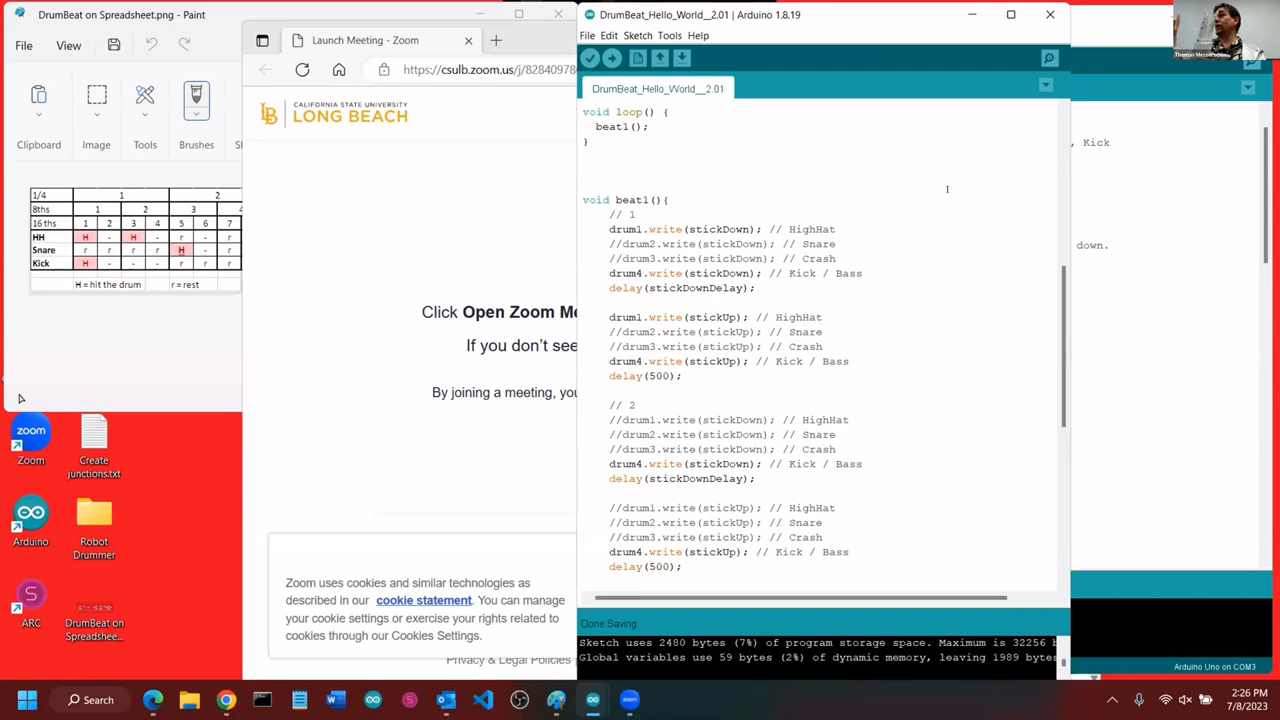 DrumBeat on Spreadsheet.png - Paint
File View
Clipboard Image Tools Brushes
1/4 1 2
8ths 1 2 3 4
16 ths 1 2 3 4 5 6 7
HH H - H - r - r
Snare r r r r H - r
Kick H - - - r r r
H = hit the drum r = rest
Launch Meeting - Zoom
https://csulb.zoom.us/j/8284097
CALIFORNIA STATE UNIVERSITY
LONG BEACH
Click Open Zoom Me
If you don't see
By joining a meeting, you
Zoom uses cookies and similar technologies as
described in our cookie statement. You can manage
your cookie settings or exercise your rights related to
cookies through our Cookies Settings.
Privacy & Legal Policies
zoom
Zoom
Create
junctions.txt
Arduino
Robot
Drummer
S
ARC
DrumBeat on
Spreadshee...
DrumBeat_Hello_World__2.01 | Arduino 1.8.19
File Edit Sketch Tools Help
DrumBeat_Hello_World__2.01
void loop() {
beat1();
}
void beat1(){
// 1
drum1.write(stickDown); // HighHat
//drum2.write(stickDown); // Snare
//drum3.write(stickDown); // Crash
drum4.write(stickDown); // Kick / Bass
delay(stickDownDelay);
drum1.write(stickUp); // HighHat
//drum2.write(stickUp); // Snare
//drum3.write(stickUp); // Crash
drum4.write(stickUp); // Kick / Bass
delay(500);
// 2
//drum1.write(stickDown); // HighHat
//drum2.write(stickDown); // Snare
//drum3.write(stickDown); // Crash
drum4.write(stickDown); // Kick / Bass
delay(stickDownDelay);
//drum1.write(stickUp); // HighHat
//drum2.write(stickUp); // Snare
//drum3.write(stickUp); // Crash
drum4.write(stickUp); // Kick / Bass
delay(500);
Done Saving.
Sketch uses 2480 bytes (7%) of program storage space. Maximum is 32256 b
Global variables use 59 bytes (2%) of dynamic memory, leaving 1989 bytes
, Kick
down.
Arduino Uno on COM3
Search
2:26 PM
7/8/2023